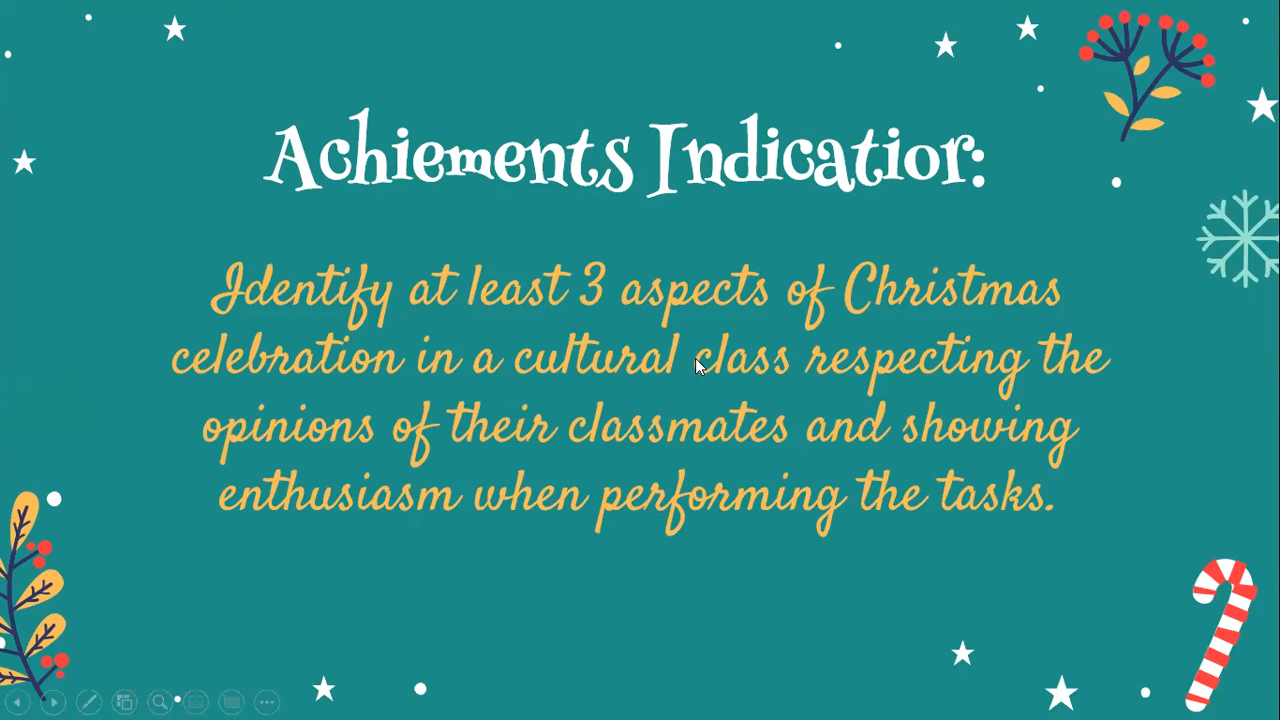 Achiements Indicatior:
Identify at least 3 aspects of Christmas
celebration in a cultural class respecting the
opinions of their classmates and showing
enthusiasm when performing the tasks.